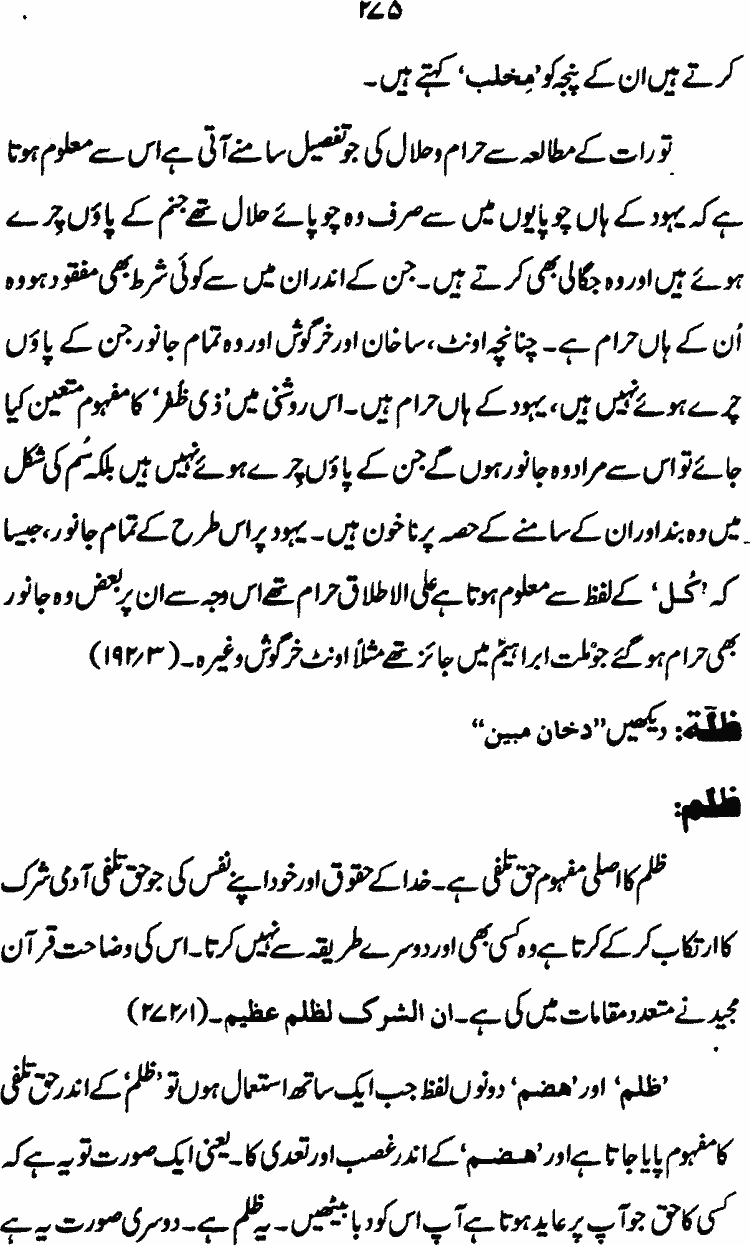 ۲۷۵
کرتے ہیں ان کے پنجہ کو ’مِخلب‘ کہتے ہیں۔
تورات کے مطالعہ سے حرام و حلال کی جو تفصیل سامنے آتی ہے اس سے معلوم ہوتا
ہے کہ یہود کے ہاں چوپایوں میں سے صرف وہ چوپائے حلال تھے جنم کے پاؤں چرے
ہوئے ہیں اور وہ جگالی بھی کرتے ہیں۔ جن کے اندر ان میں سے کوئی شرط بھی مفقود ہو وہ
اُن کے ہاں حرام ہے۔ چنانچہ اونٹ، ساخان اور خرگوش اور وہ تمام جانور جن کے پاؤں
چرے ہوئے نہیں ہیں، یہود کے ہاں حرام ہیں۔ اس روشنی میں ’ذی ظفر‘ کا مفہوم متعین کیا
جائے تو اس سے مراد وہ جانور ہوں گے جن کے پاؤں چرے ہوئے نہیں ہیں بلکہ سُم کی شکل
میں وہ بند اور ان کے سامنے کے حصہ پر ناخون ہیں۔ یہود پر اس طرح کے تمام جانور، جیسا
کہ ’کُل‘ کے لفظ سے معلوم ہوتا ہے علی الاطلاق حرام تھے اس وجہ سے ان پر بعض وہ جانور
بھی حرام ہو گئے جو ملت ابراہیمؑ میں جائز تھے مثلاً اونٹ خرگوش وغیرہ۔ (۱۹۲/۳)
ظلّة: دیکھیں ”دخان مبین“
ظلم:
ظلم کا اصلی مفہوم حق تلفی ہے۔ خدا کے حقوق اور خود اپنے نفس کی جو حق تلفی آدمی شرک
کا ارتکاب کر کے کرتا ہے وہ کسی بھی اور دوسرے طریقہ سے نہیں کرتا۔ اس کی وضاحت قرآن
مجید نے متعدد مقامات میں کی ہے۔ ان الشرک لظلم عظیم۔ (۲۷۲/۱)
’ظلم‘ اور ’هضم‘ دونوں لفظ جب ایک ساتھ استعمال ہوں تو ’ظلم‘ کے اندر حق تلفی
کا مفہوم پایا جاتا ہے اور ’هضم‘ کے اندر غصب اور تعدی کا۔ یعنی ایک صورت تو یہ ہے کہ
کسی کا حق جو آپ پر عاید ہوتا ہے آپ اس کو دبا بیٹھیں۔ یہ ظلم ہے۔ دوسری صورت یہ ہے